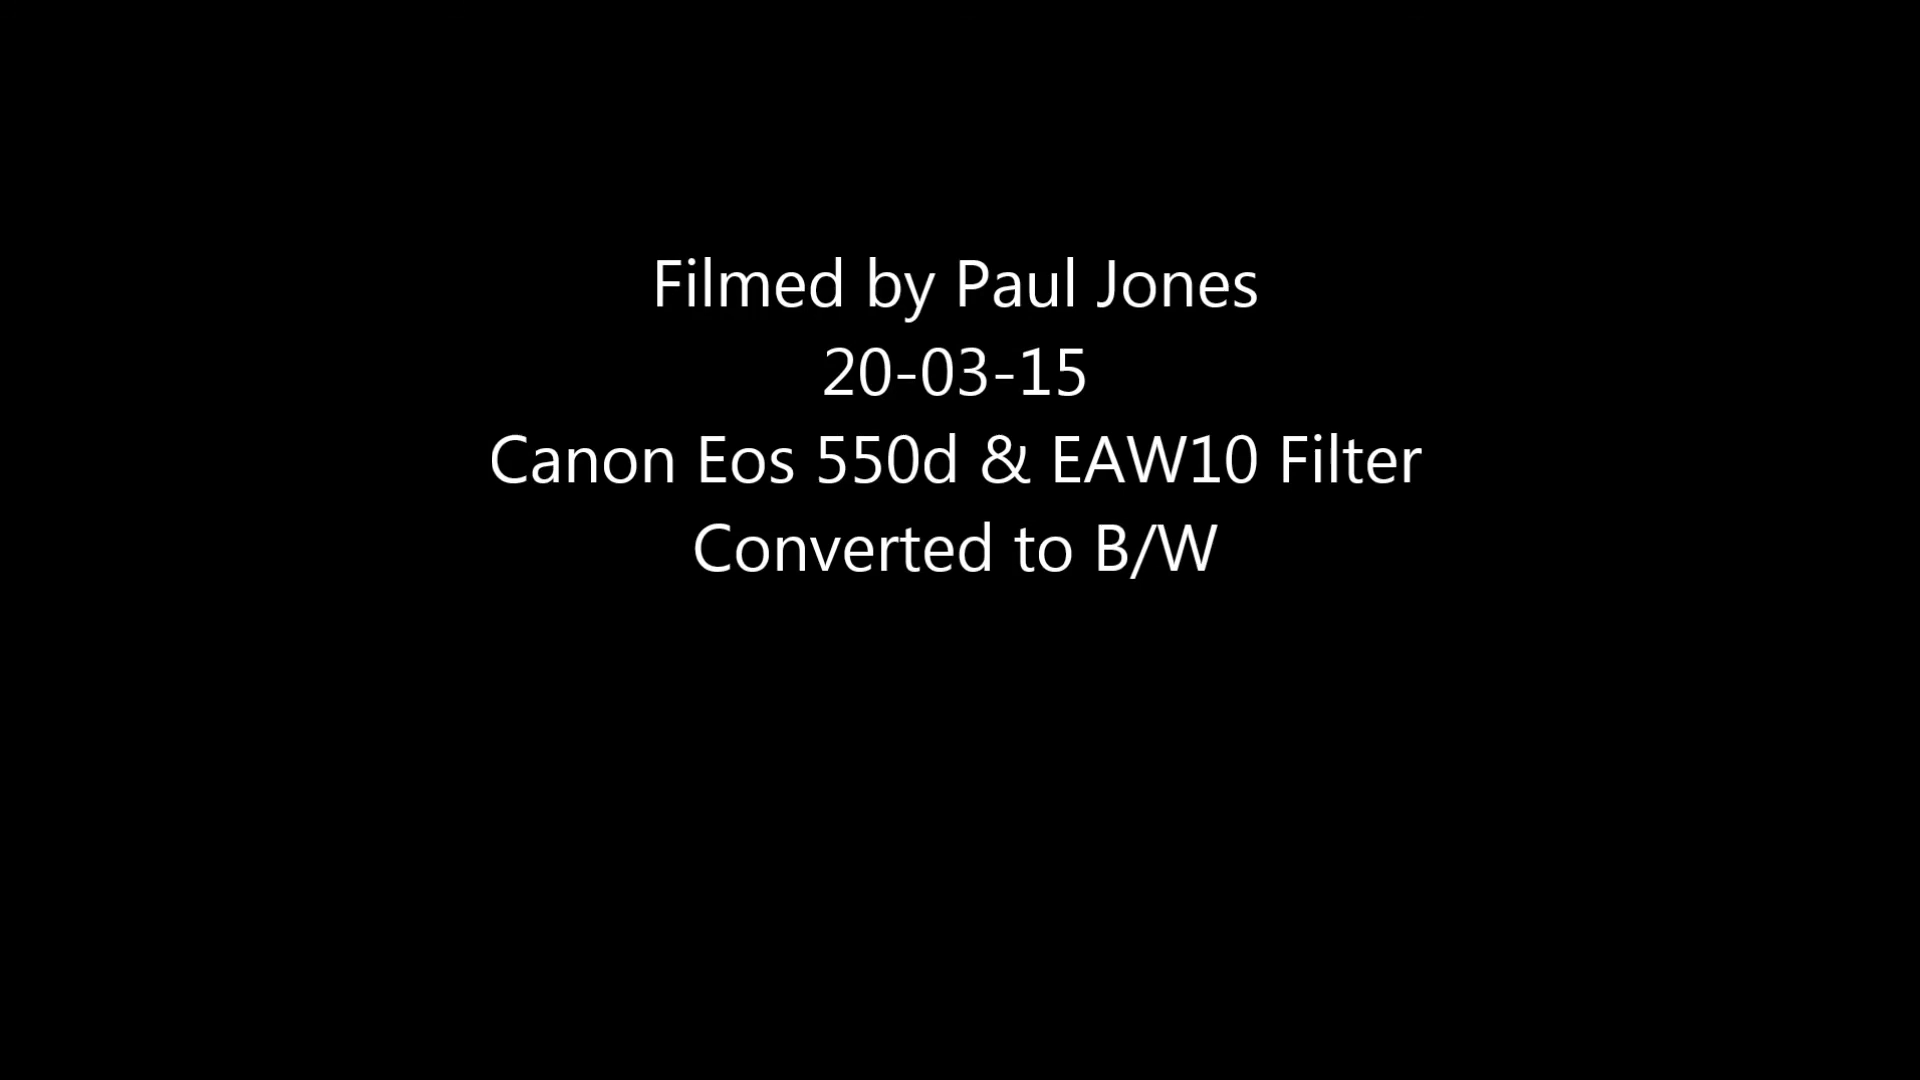 Filmed by Paul Jones
20-03-15
Canon Eos 550d & EAW10 Filter
Converted to B/W